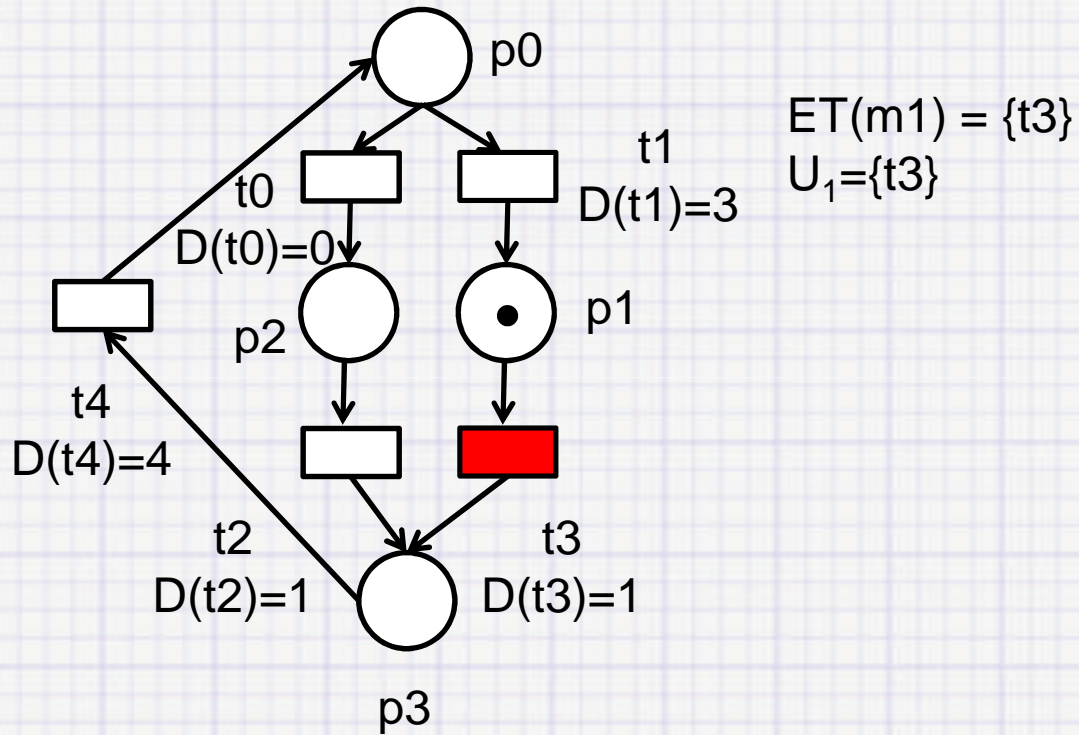 p0
ET(m1) = {t3}
U₁={t3}
t1
D(t1)=3
t0
D(t0)=0
p2
p1
t4
D(t4)=4
t2
D(t2)=1
t3
D(t3)=1
p3